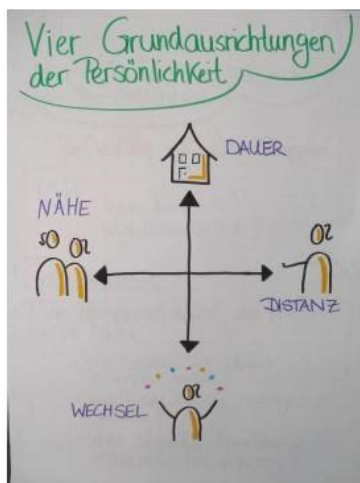 Vier Grundausrichtungen
der Persönlichkeit
DAUER
NÄHE
DISTANZ
WECHSEL